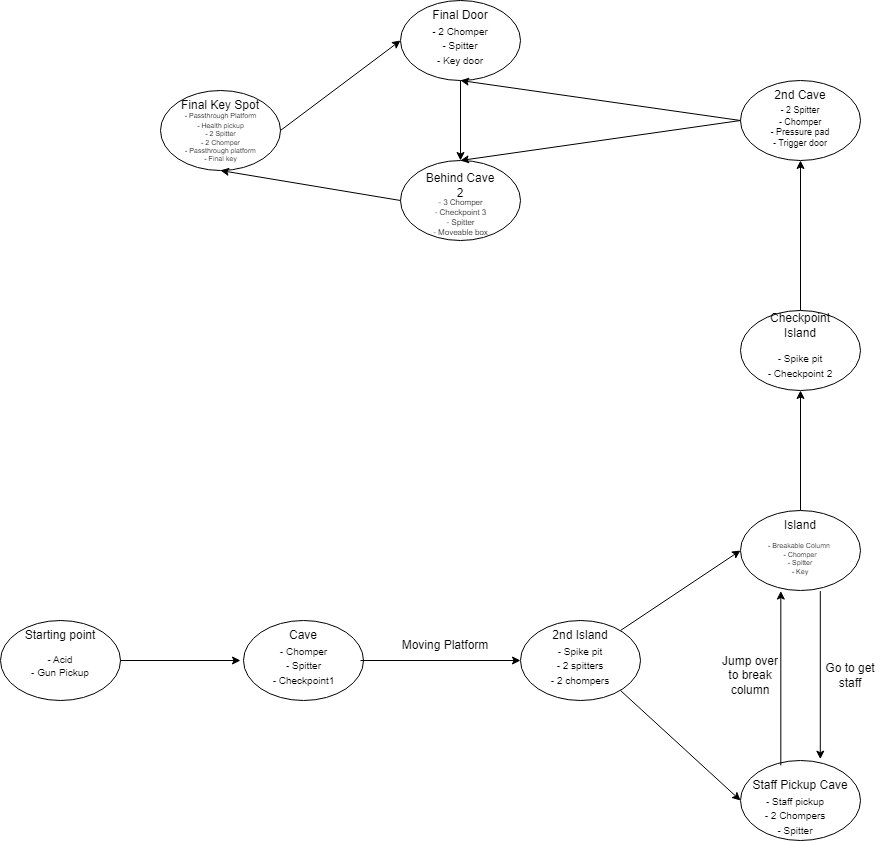 Final Door
- 2 Chomper
- Spitter
- Key door
Final Key Spot
- Passthrough Platform
- Health pickup
- 2 Spitter
- 2 Chomper
- Passthrough platform
- Final key
2nd Cave
- 2 Spitter
- Chomper
- Pressure pad
- Trigger door
Behind Cave
2
- 3 Chomper
- Checkpoint 3
- Spitter
- Moveable box
Checkpoint
Island
- Spike pit
- Checkpoint 2
Island
- Breakable Column
- Chomper
- Spitter
- Key
Starting point
- Acid
- Gun Pickup
Cave
- Chomper
- Spitter
- Checkpoint1
Moving Platform
2nd Island
- Spike pit
- 2 spitters
- 2 chompers
Jump over
to break
column
Go to get
staff
Staff Pickup Cave
- Staff pickup
- 2 Chompers
- Spitter